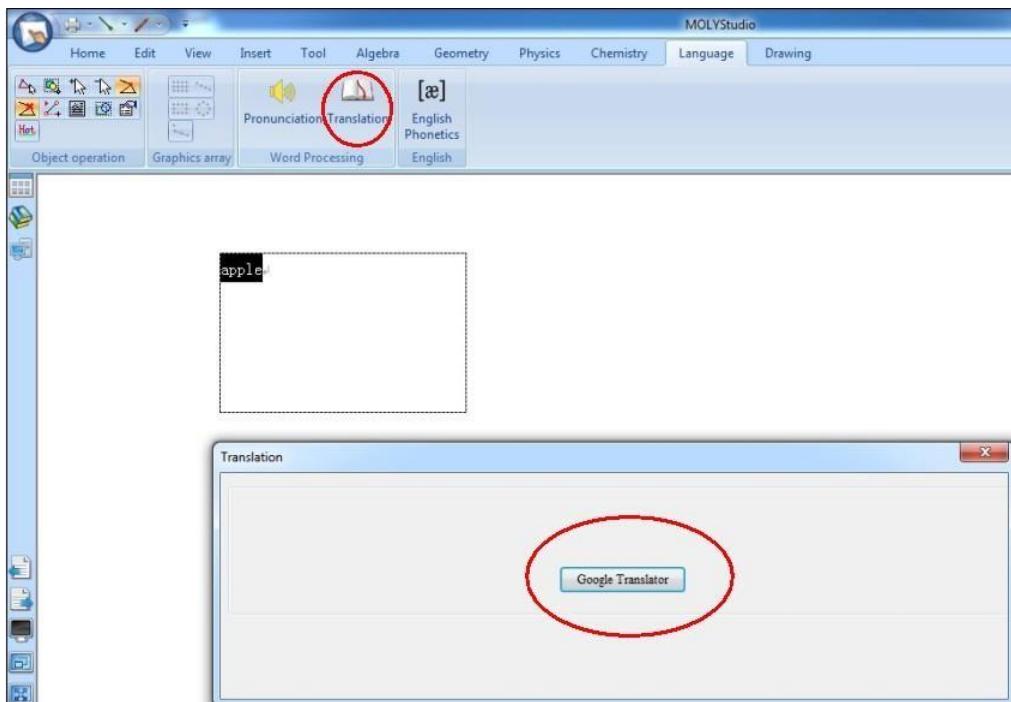 MOLYStudio
Home Edit View Insert Tool Algebra Geometry Physics Chemistry Language Drawing
Hot
[æ]
Pronunciation Translation English
Phonetics
Object operation Graphics array Word Processing English
apple
Translation
Google Translator